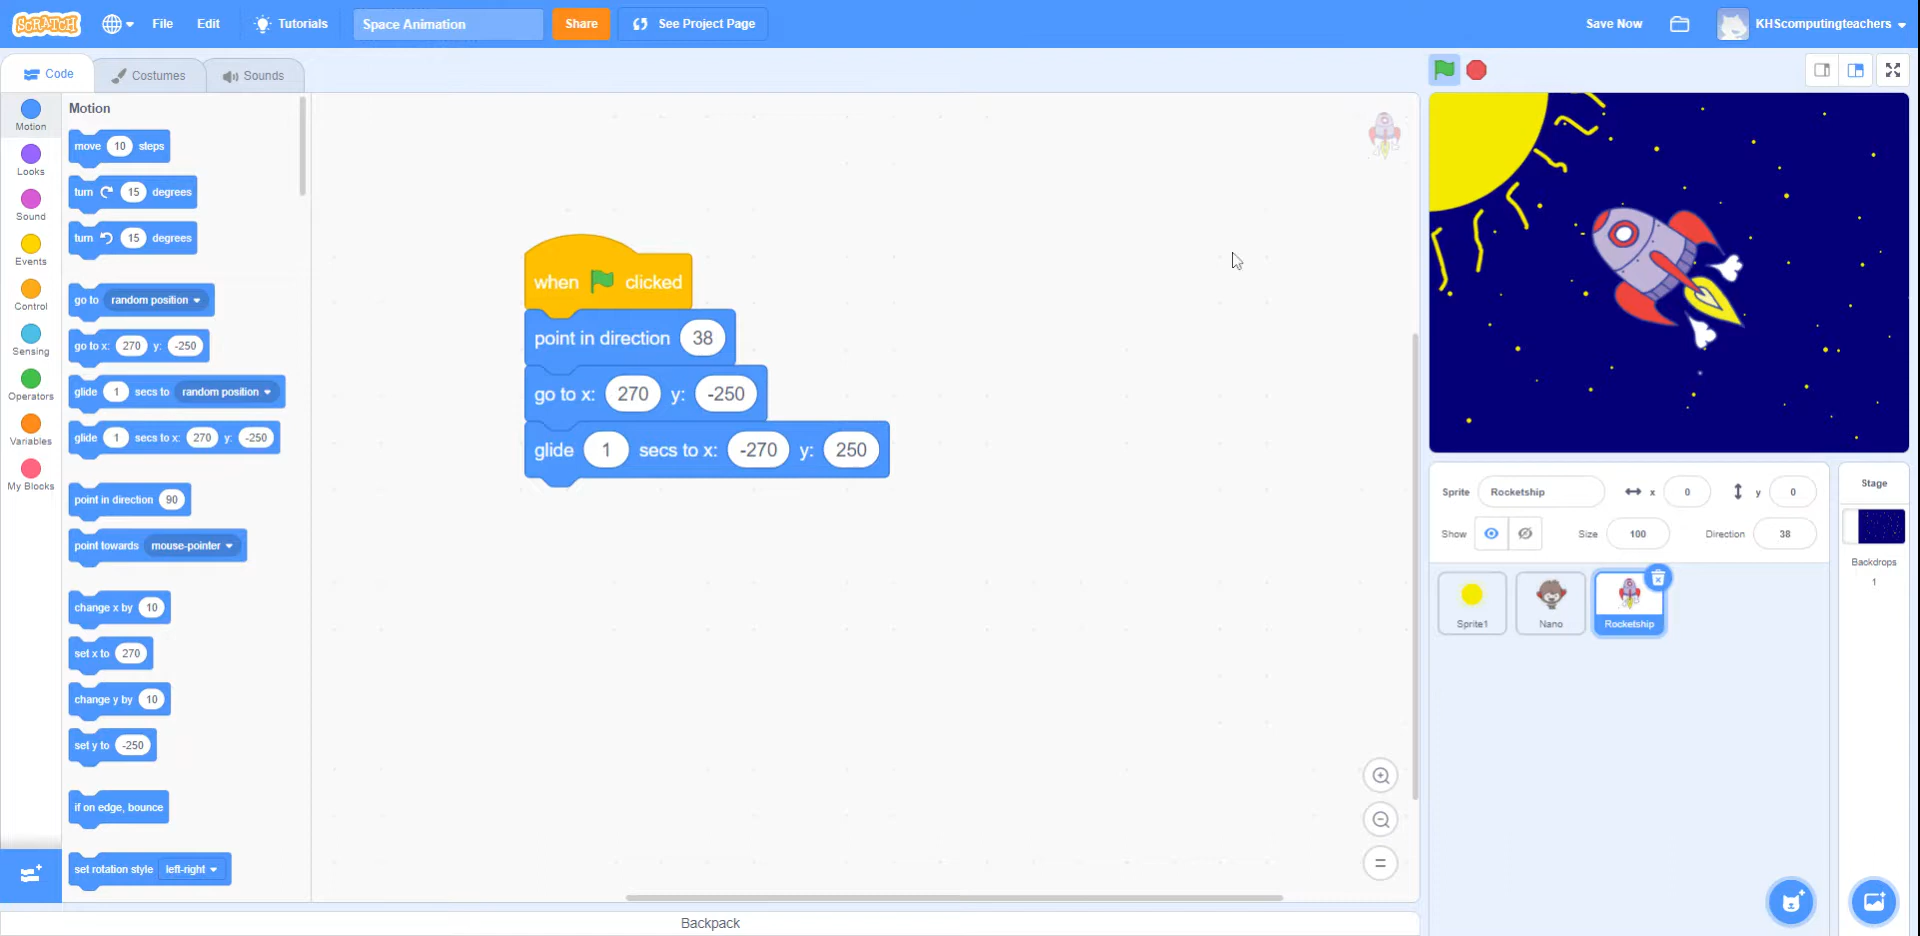 SCRATCH File Edit Tutorials Space Animation Share See Project Page Save Now KHScomputingteachers
Code Costumes Sounds
Motion
Looks
Sound
Events
Control
Sensing
Operators
Variables
My Blocks
Motion
move 10 steps
turn 15 degrees
turn 15 degrees
go to random position
go to x: 270 y: -250
glide 1 secs to random position
glide 1 secs to x: 270 y: -250
point in direction 90
point towards mouse-pointer
change x by 10
set x to 270
change y by 10
set y to -250
if on edge, bounce
set rotation style left-right
when clicked
point in direction 38
go to x: 270 y: -250
glide 1 secs to x: -270 y: 250
Backpack
Sprite Rocketship x 0 y 0
Show Size 100 Direction 38
Sprite1 Nano Rocketship
Stage
Backdrops
1